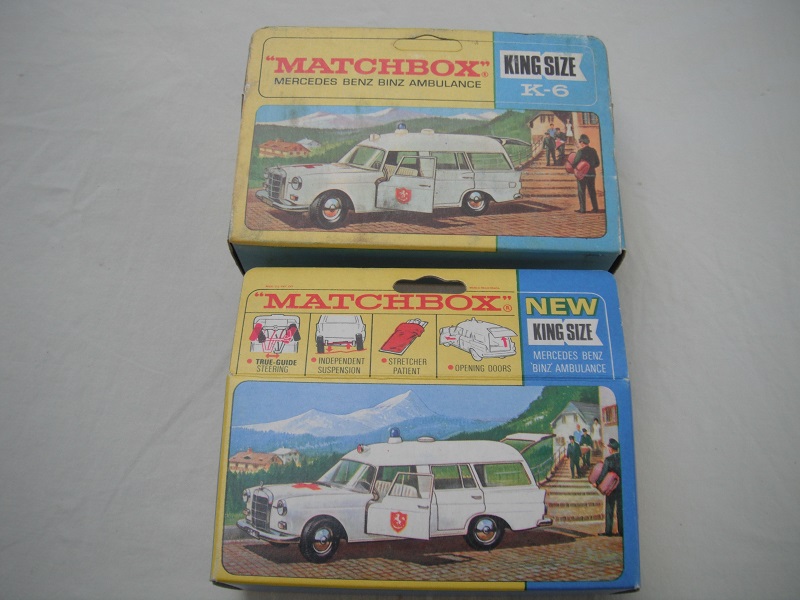 "MATCHBOX"®
MERCEDES BENZ BINZ AMBULANCE
KING SIZE
K-6
"MATCHBOX"®
• TRUE-GUIDE
STEERING
• INDEPENDENT
SUSPENSION
• STRETCHER
PATIENT
• OPENING DOORS
NEW
KING SIZE
MERCEDES BENZ
'BINZ' AMBULANCE